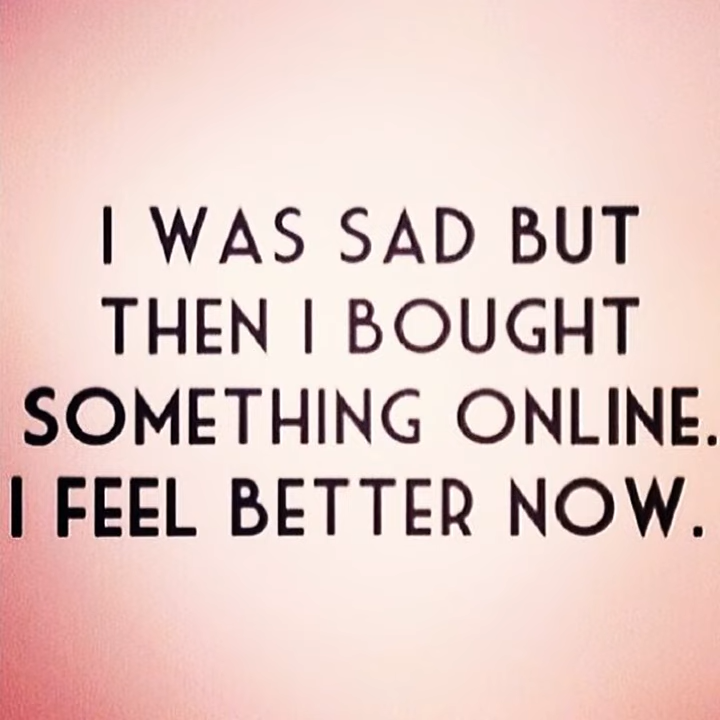 I WAS SAD BUT
THEN I BOUGHT
SOMETHING ONLINE.
I FEEL BETTER NOW.